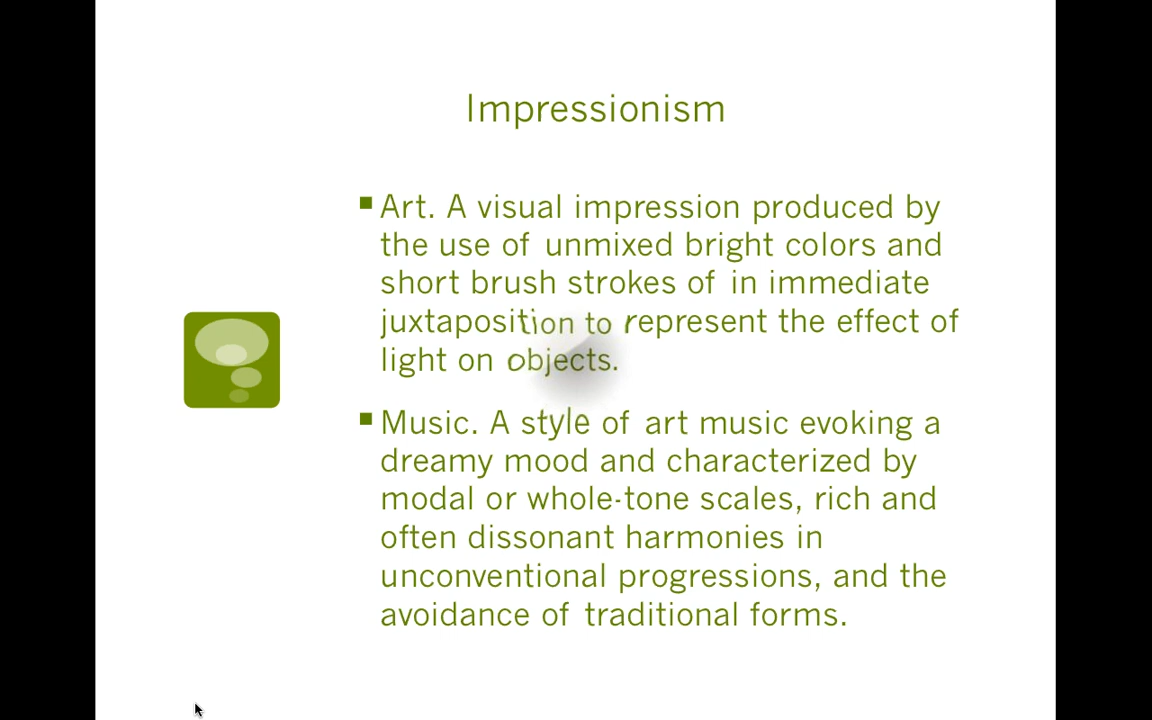 Impressionism
Art. A visual impression produced by
the use of unmixed bright colors and
short brush strokes of in immediate
juxtaposition to represent the effect of
light on objects.
Music. A style of art music evoking a
dreamy mood and characterized by
modal or whole-tone scales, rich and
often dissonant harmonies in
unconventional progressions, and the
avoidance of traditional forms.